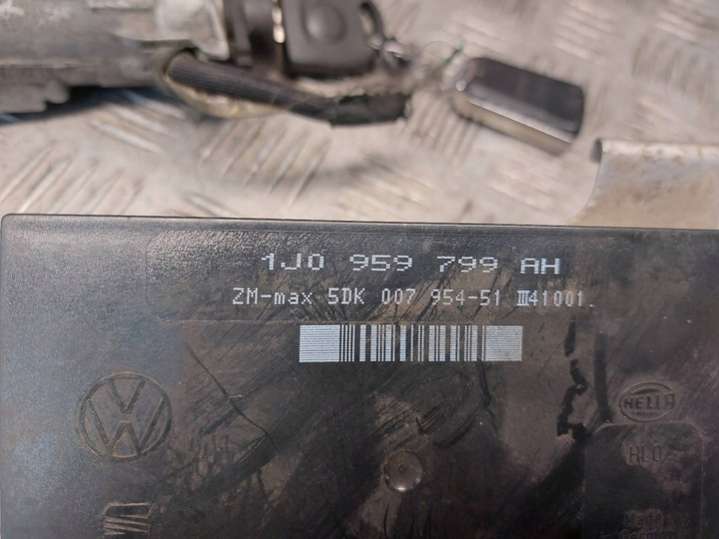 1J0 959 799 AH
ZM-max 5DK 007 954-51 III41001.
HELLA